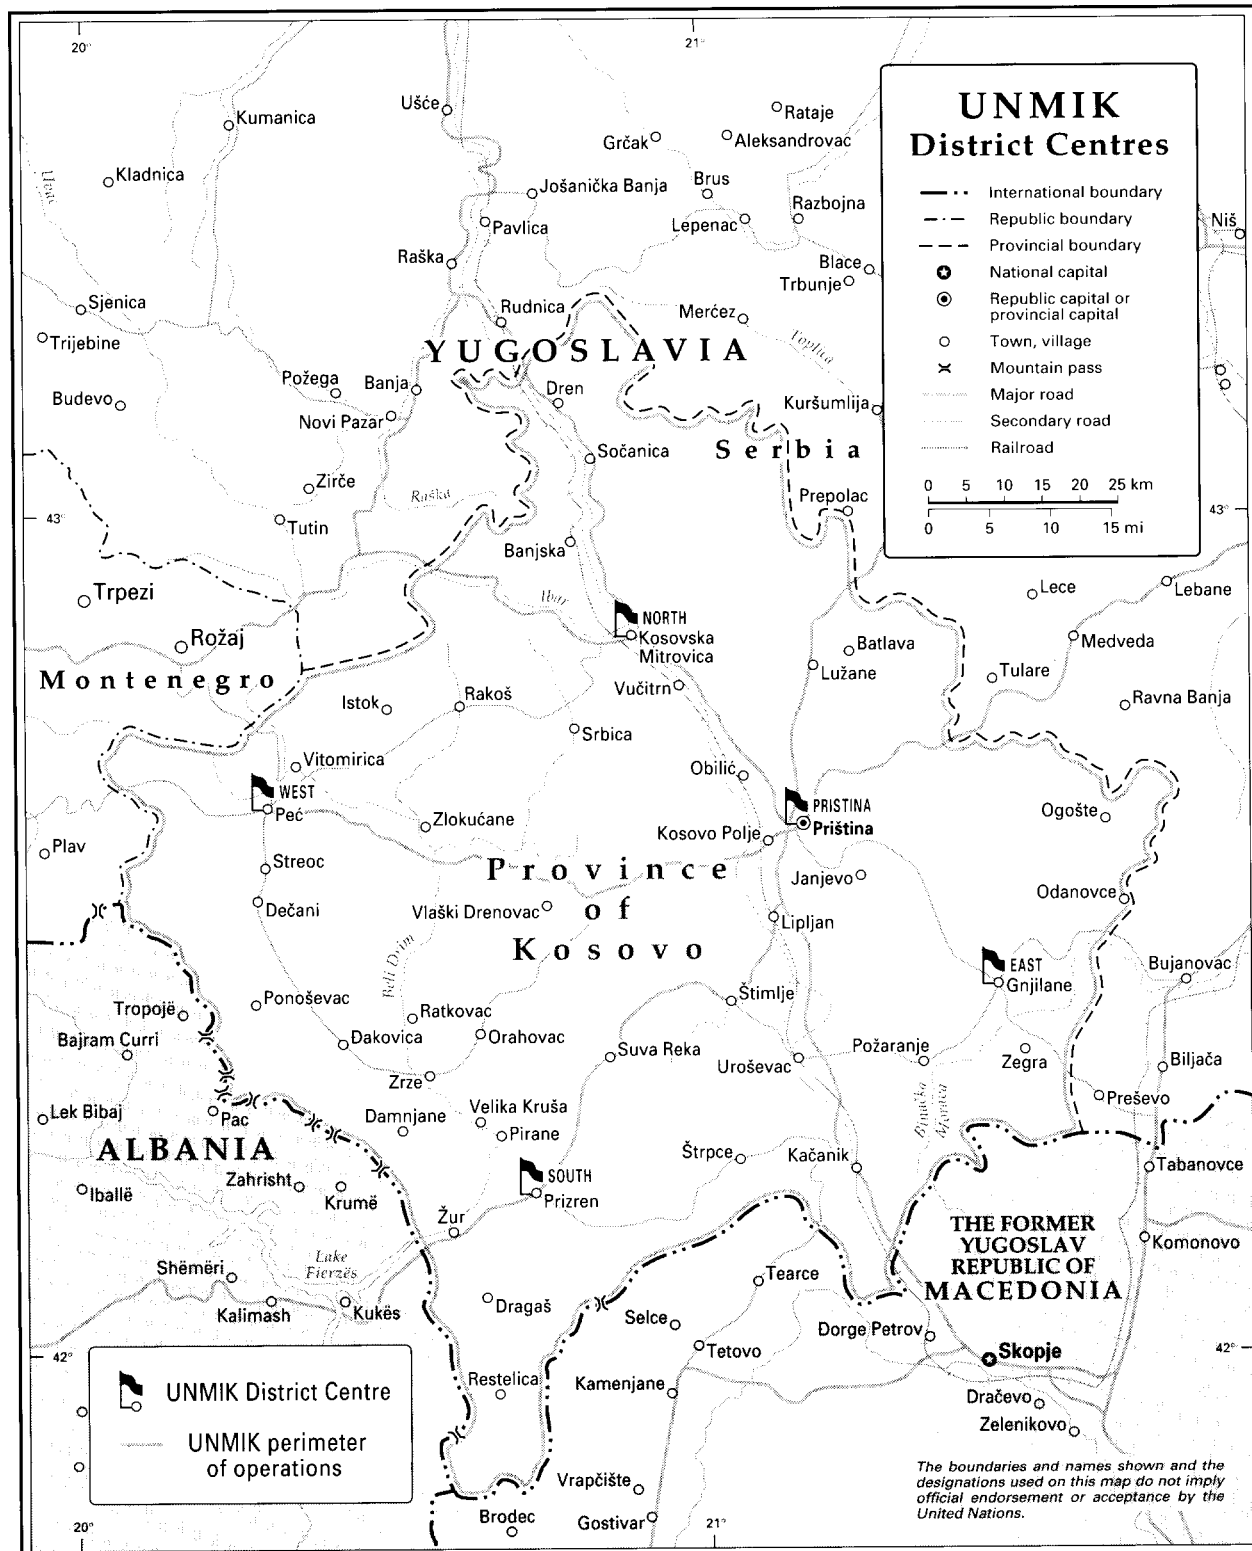 20°
21°
UNMIK
District Centres
International boundary
Republic boundary
Provincial boundary
National capital
Republic capital or
provincial capital
Town, village
Mountain pass
Major road
Secondary road
Railroad
0 5 10 15 20 25 km
0 5 10 15 mi
Ušće
Rataje
Kumanica
Grčak
Aleksandrovac
Kladnica
Uvac
Jošanička Banja
Brus
Razbojna
Pavlica
Lepenac
Niš
Raška
Blace
Trbunje
Sjenica
Rudnica
Merćez
Trijebine
Toplica
YUGOSLAVIA
Požega
Banja
Dren
Budevo
Kuršumlija
Novi Pazar
Sočanica
Serbia
Zirče
Raška
Prepolac
43°
43°
Tutin
Banjska
Trpezi
Ibar
Lece
Lebane
NORTH
Kosovska
Mitrovica
Rožaj
Batlava
Medveda
Lužane
Tulare
Montenegro
Vučitrn
Istok
Rakoš
Ravna Banja
Srbica
Vitomirica
Obilić
WEST
Peć
PRISTINA
Priština
Ogošte
Zlokućane
Kosovo Polje
Plav
Streoc
Province
of
Kosovo
Janjevo
Odanovce
Dečani
Vlaški Drenovac
Lipljan
Beli Drim
EAST
Gnjilane
Bujanovac
Ponoševac
Štimlje
Tropojë
Ratkovac
Bajram Curri
Đakovica
Orahovac
Suva Reka
Požaranje
Uroševac
Zegra
Biljača
Zrze
Binačka
Morava
Preševo
Lek Bibaj
Pac
Damnjane
Velika Kruša
Pirane
ALBANIA
Štrpce
Kačanik
Tabanovce
SOUTH
Prizren
Zahrisht
Iballë
Krumë
Žur
THE FORMER
YUGOSLAV
REPUBLIC OF
MACEDONIA
Komonovo
Lake
Fierzës
Shëmëri
Tearce
Kalimash
Kukës
Dragaš
Selce
Dorge Petrov
42°
42°
Tetovo
Skopje
UNMIK District Centre
Restelica
Kamenjane
Dračevo
Zelenikovo
UNMIK perimeter
of operations
Vrapčište
The boundaries and names shown and the
designations used on this map do not imply
official endorsement or acceptance by the
United Nations.
Brodec
Gostivar
20°
21°